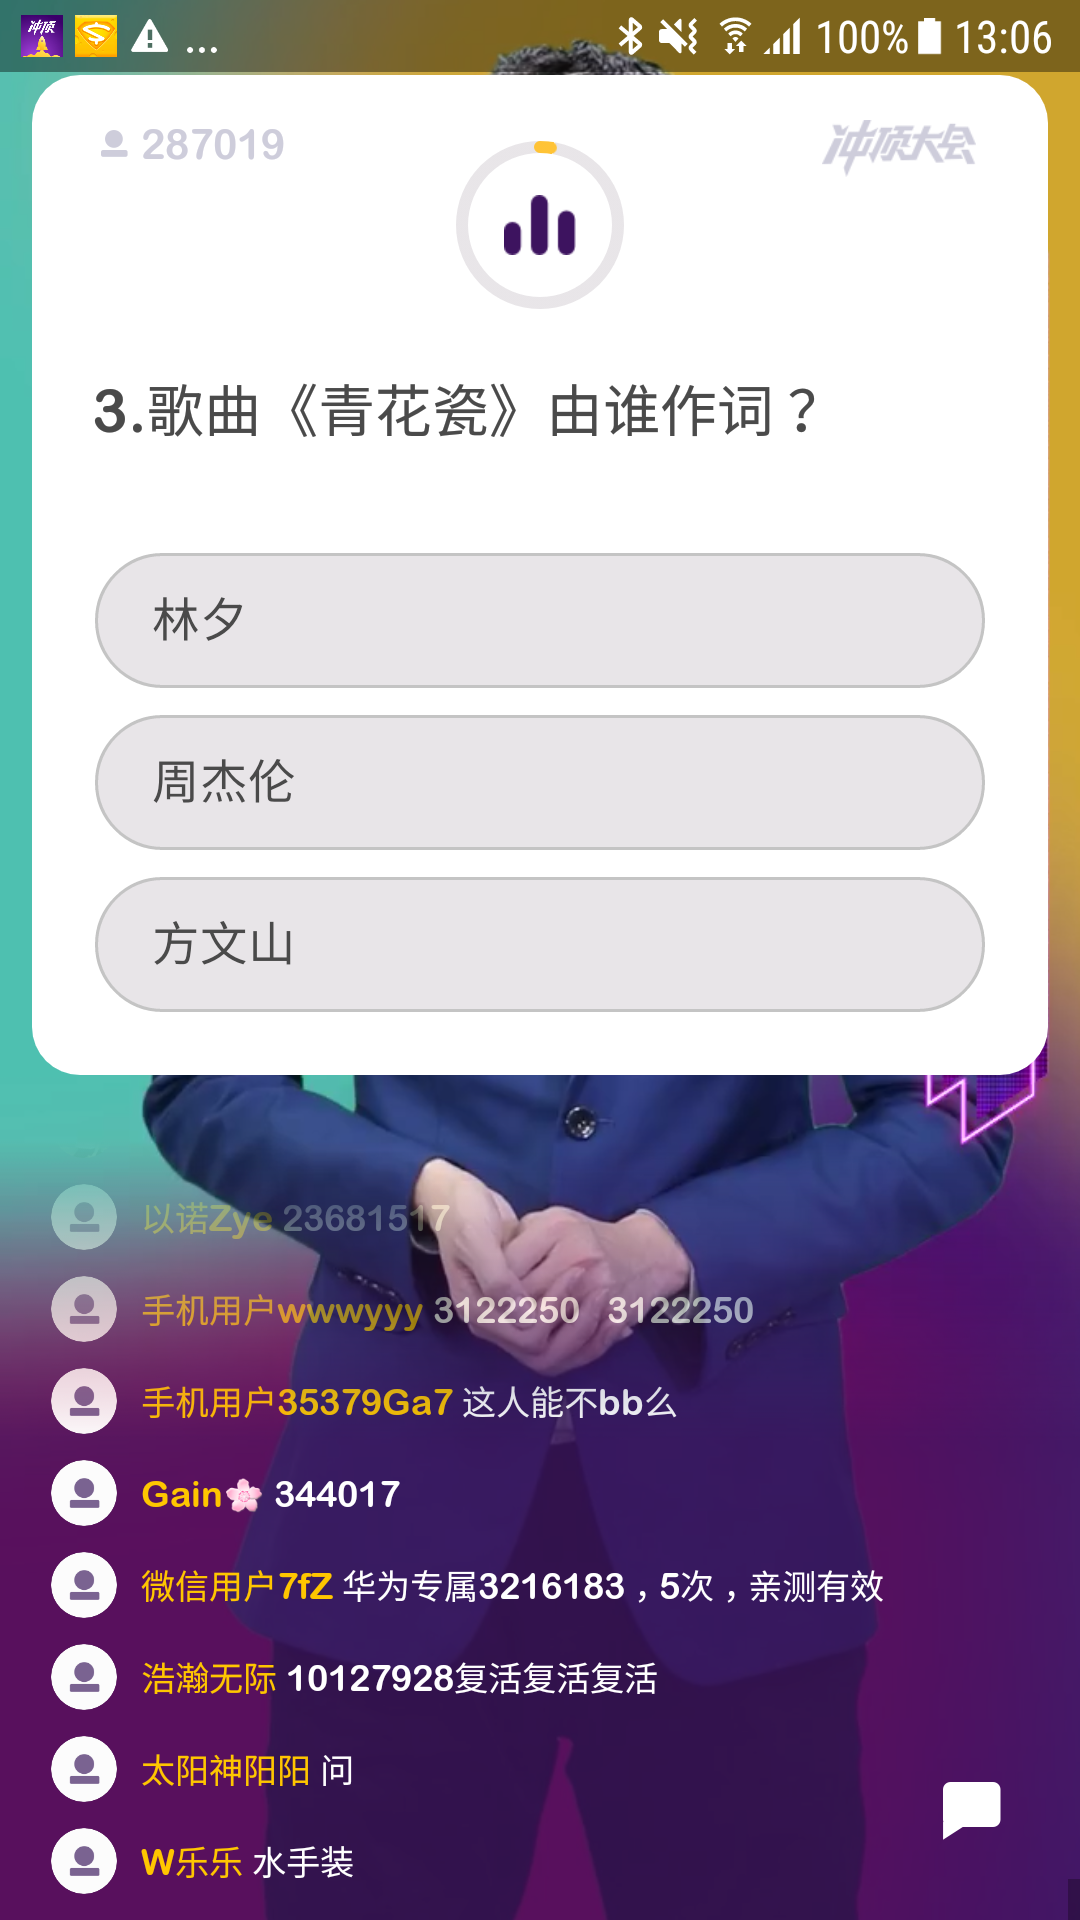 冲顶
... 100% 13:06
287019
冲顶大会
3.歌曲《青花瓷》由谁作词？
林夕
周杰伦
方文山
以诺Zye 23681517
手机用户wwwyyy 3122250 3122250
手机用户35379Ga7 这人能不bb么
Gain🌸 344017
微信用户7fZ 华为专属3216183，5次，亲测有效
浩瀚无际 10127928复活复活复活
太阳神阳阳 问
W乐乐 水手装